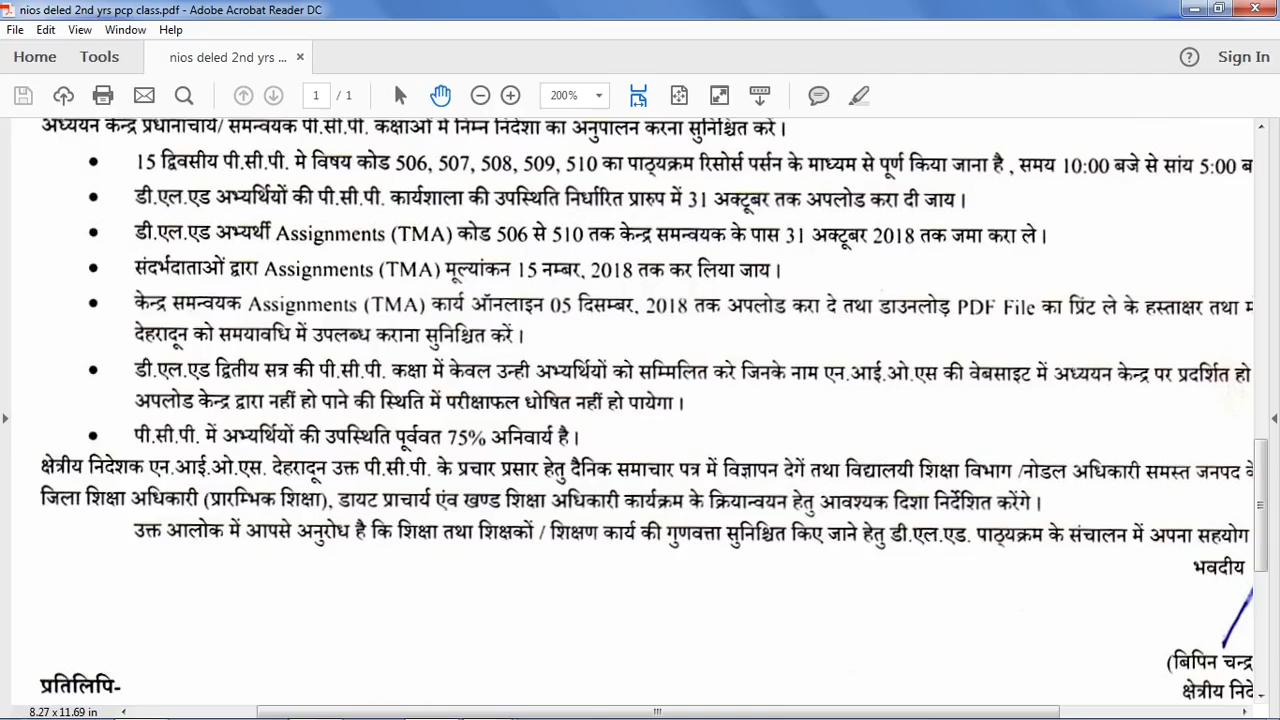 nios deled 2nd yrs pcp class.pdf - Adobe Acrobat Reader DC
File Edit View Window Help
Home Tools nios deled 2nd yrs ... × Sign In
1 / 1 200%
अध्ययन केन्द्र प्रधानाचार्य/ समन्वयक पी.सी.पी. कक्षाओं में निम्न निर्देशों का अनुपालन करना सुनिश्चित करें।
• 15 द्विवसीय पी.सी.पी. मे विषय कोड 506, 507, 508, 509, 510 का पाठ्यक्रम रिसोर्स पर्सन के माध्यम से पूर्ण किया जाना है , समय 10:00 बजे से सांय 5:00 ब
• डी.एल.एड अभ्यर्थियों की पी.सी.पी. कार्यशाला की उपस्थिति निर्धारित प्रारुप में 31 अक्टूबर तक अपलोड करा दी जाय।
• डी.एल.एड अभ्यर्थी Assignments (TMA) कोड 506 से 510 तक केन्द्र समन्वयक के पास 31 अक्टूबर 2018 तक जमा करा ले।
• संदर्भदाताओं द्वारा Assignments (TMA) मूल्यांकन 15 नम्बर, 2018 तक कर लिया जाय।
• केन्द्र समन्वयक Assignments (TMA) कार्य ऑनलाइन 05 दिसम्बर, 2018 तक अपलोड करा दे तथा डाउनलोड़ PDF File का प्रिंट ले के हस्ताक्षर तथा
देहरादून को समयावधि में उपलब्ध कराना सुनिश्चित करें।
• डी.एल.एड द्वितीय सत्र की पी.सी.पी. कक्षा में केवल उन्ही अभ्यर्थियों को सम्मिलित करे जिनके नाम एन.आई.ओ.एस की वेबसाइट में अध्ययन केन्द्र पर प्रदर्शित हो
अपलोड केन्द्र द्वारा नहीं हो पाने की स्थिति में परीक्षाफल धोषित नहीं हो पायेगा।
• पी.सी.पी. में अभ्यर्थियों की उपस्थिति पूर्ववत 75% अनिवार्य है।
क्षेत्रीय निदेशक एन.आई.ओ.एस. देहरादून उक्त पी.सी.पी. के प्रचार प्रसार हेतु दैनिक समाचार पत्र में विज्ञापन देगें तथा विद्यालयी शिक्षा विभाग /नोडल अधिकारी समस्त जनपद के
जिला शिक्षा अधिकारी (प्रारम्भिक शिक्षा), डायट प्राचार्य एंव खण्ड शिक्षा अधिकारी कार्यक्रम के क्रियान्वयन हेतु आवश्यक दिशा निर्देशित करेंगे।
उक्त आलोक में आपसे अनुरोध है कि शिक्षा तथा शिक्षकों / शिक्षण कार्य की गुणवत्ता सुनिश्चित किए जाने हेतु डी.एल.एड. पाठ्यक्रम के संचालन में अपना सहयोग
भवदीय
(बिपिन चन्द्र
क्षेत्रीय निदे
प्रतिलिपि-
8.27 x 11.69 in